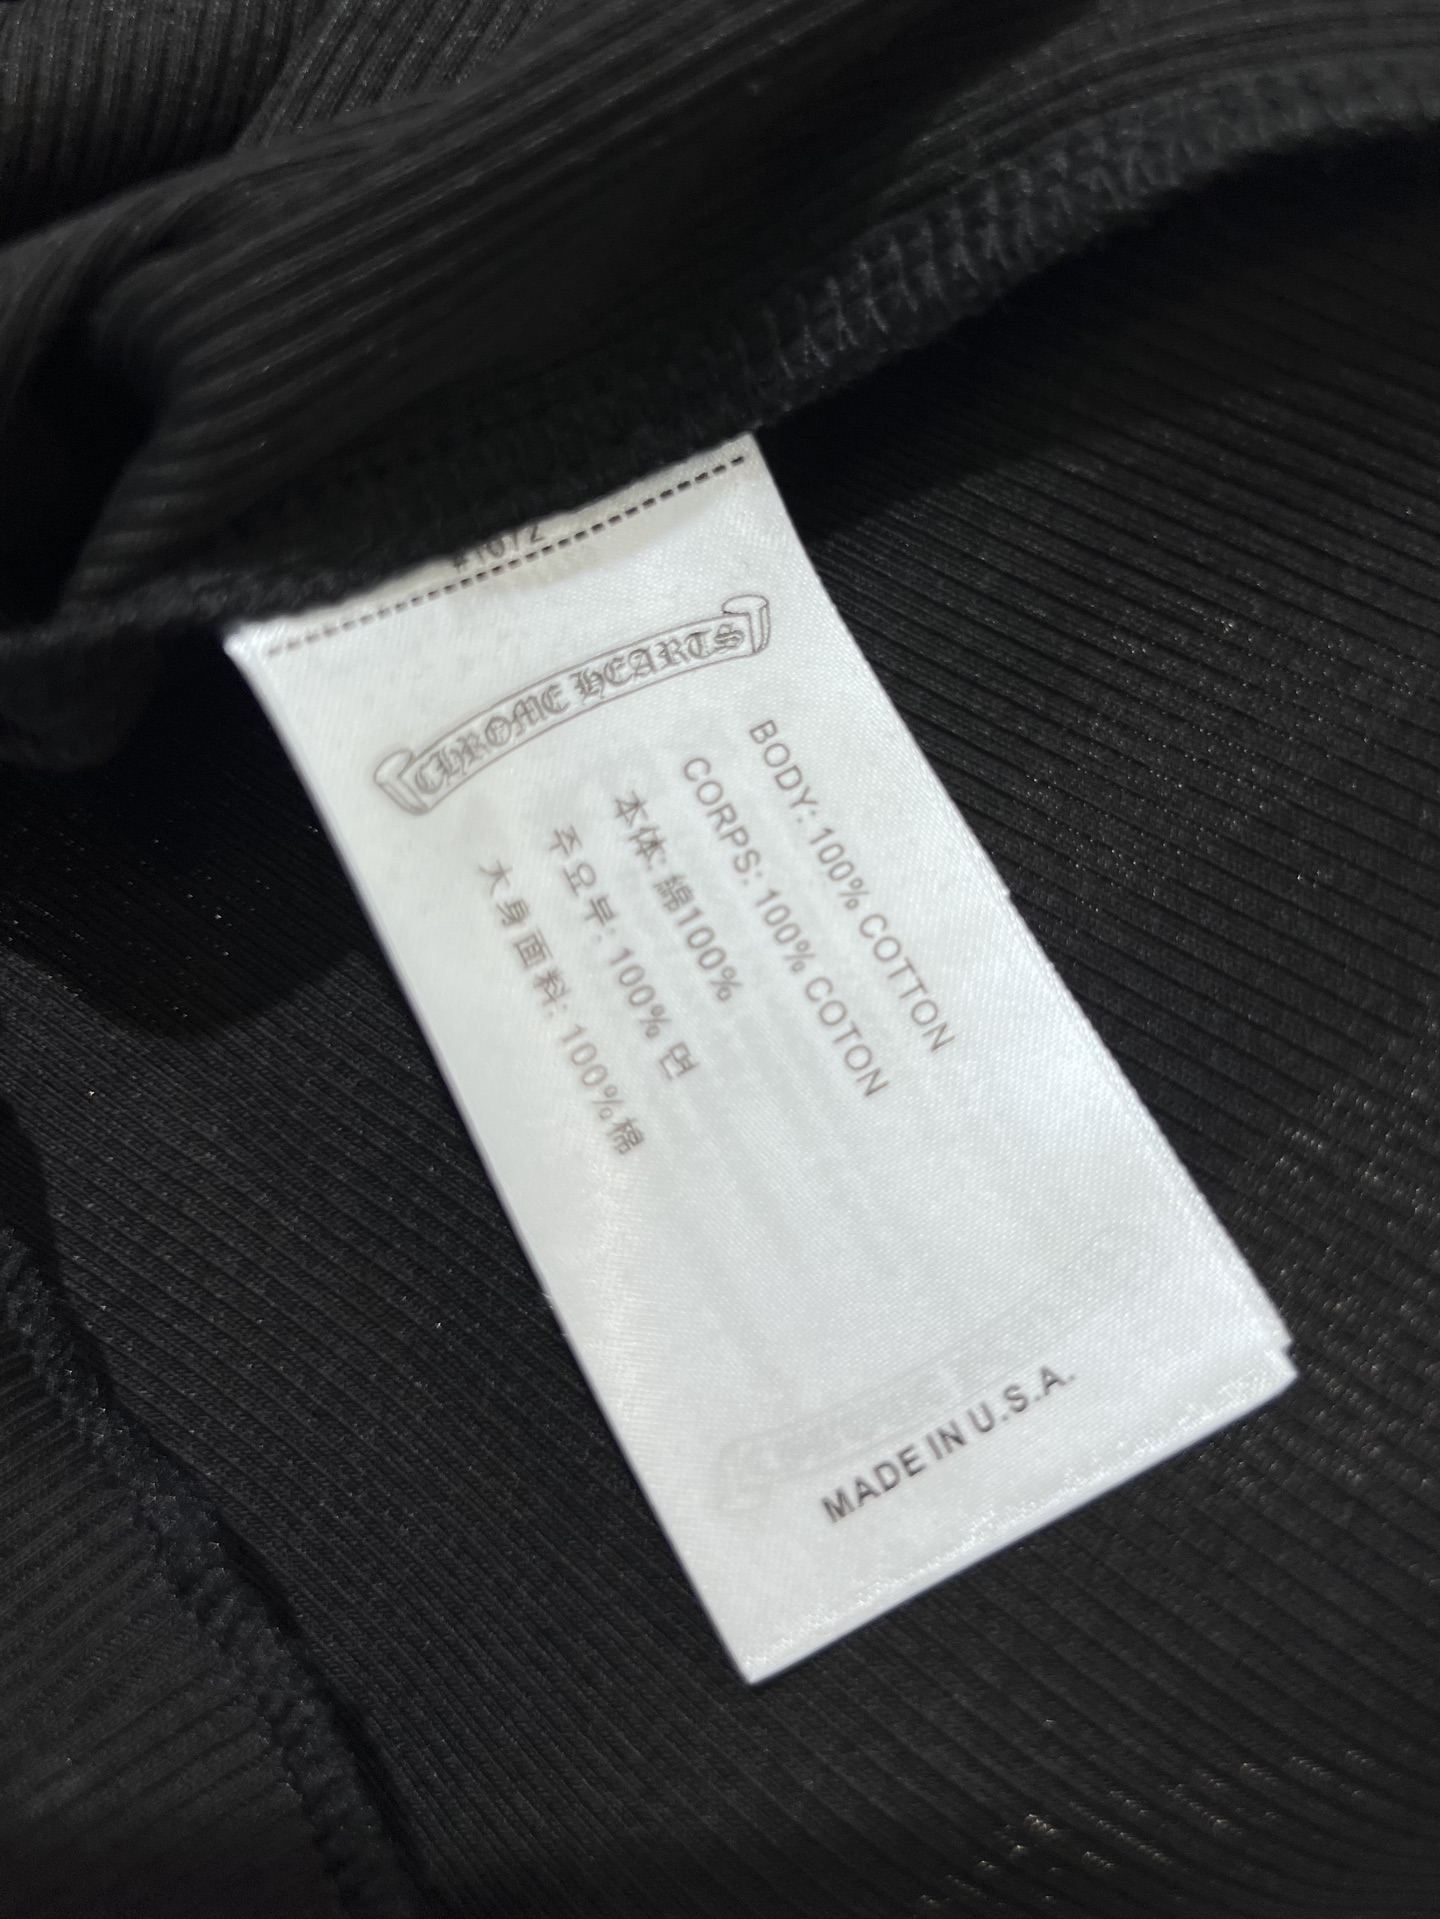 #1072
CHROME HEARTS
BODY: 100% COTTON
CORPS: 100% COTON
本体: 綿100%
주요부: 100% 면
大身面料: 100%棉
MADE IN U.S.A.